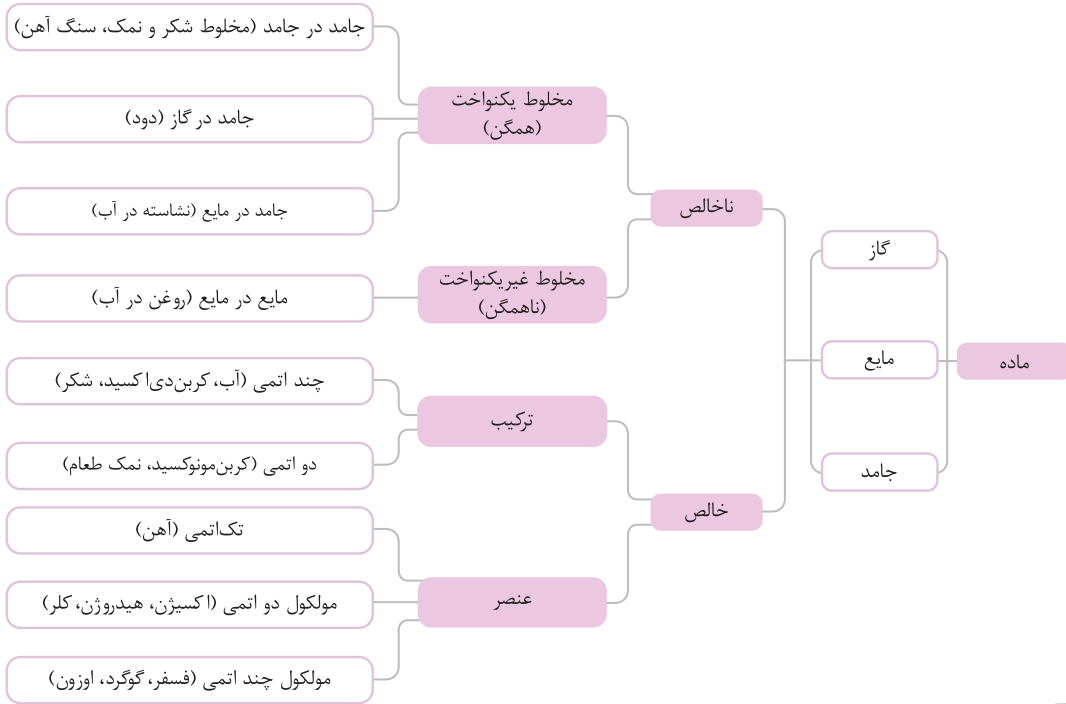 ماده
گاز
مایع
جامد
ناخالص
خالص
مخلوط یکنواخت
(همگن)
مخلوط غیریکنواخت
(ناهمگن)
ترکیب
عنصر
جامد در جامد (مخلوط شکر و نمک، سنگ آهن)
جامد در گاز (دود)
جامد در مایع (نشاسته در آب)
مایع در مایع (روغن در آب)
چند اتمی (آب، کربن‌دی‌اکسید، شکر)
دو اتمی (کربن‌مونوکسید، نمک طعام)
تک‌اتمی (آهن)
مولکول دو اتمی (اکسیژن، هیدروژن، کلر)
مولکول چند اتمی (فسفر، گوگرد، اوزون)